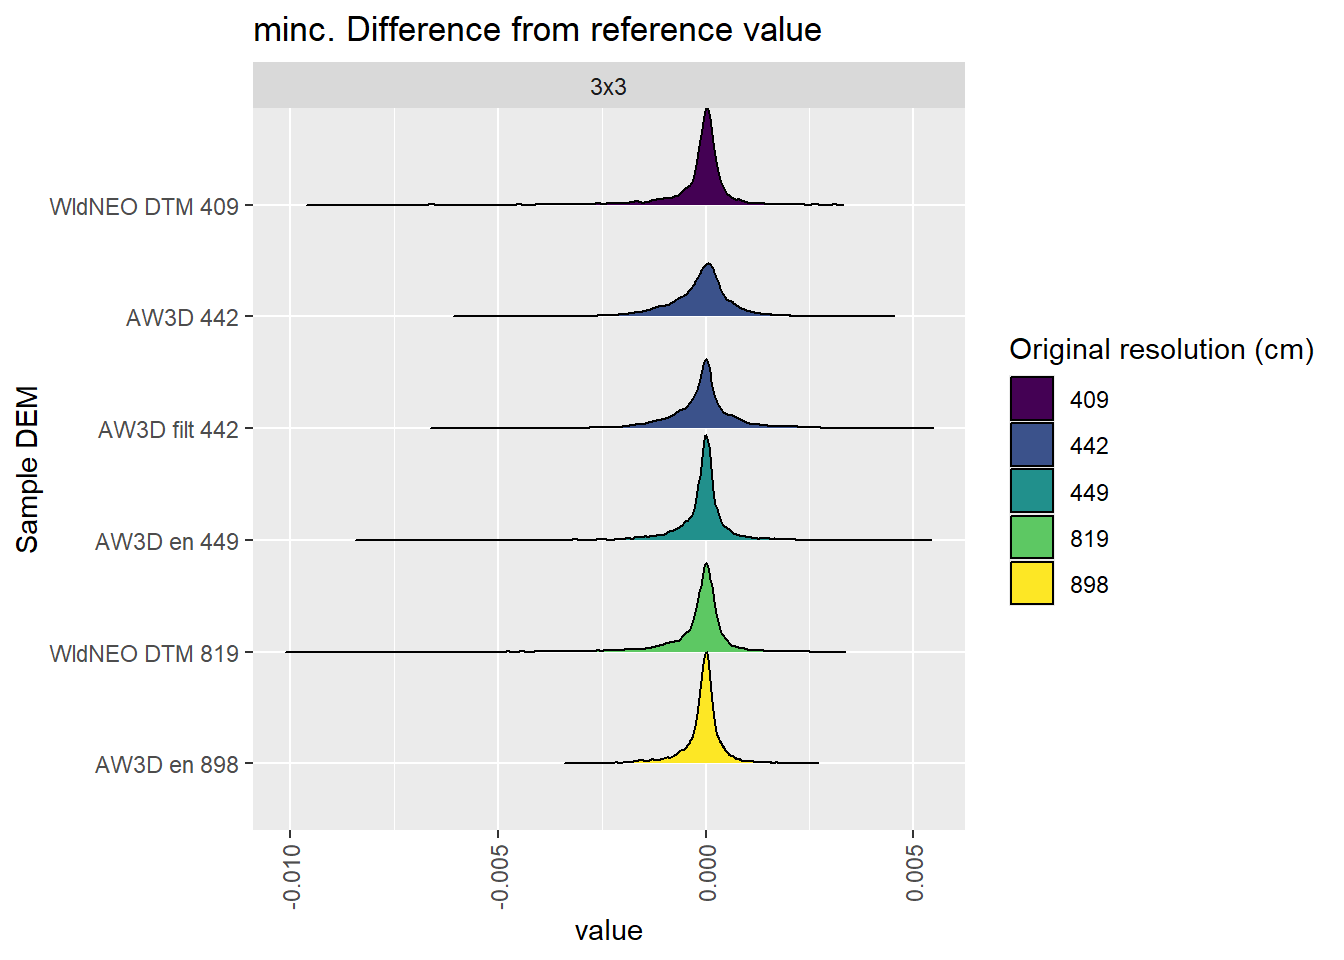 minc. Difference from reference value
3x3
WldNEO DTM 409
AW3D 442
AW3D filt 442
AW3D en 449
WldNEO DTM 819
AW3D en 898
Sample DEM
-0.010
-0.005
0.000
0.005
value
Original resolution (cm)
409
442
449
819
898